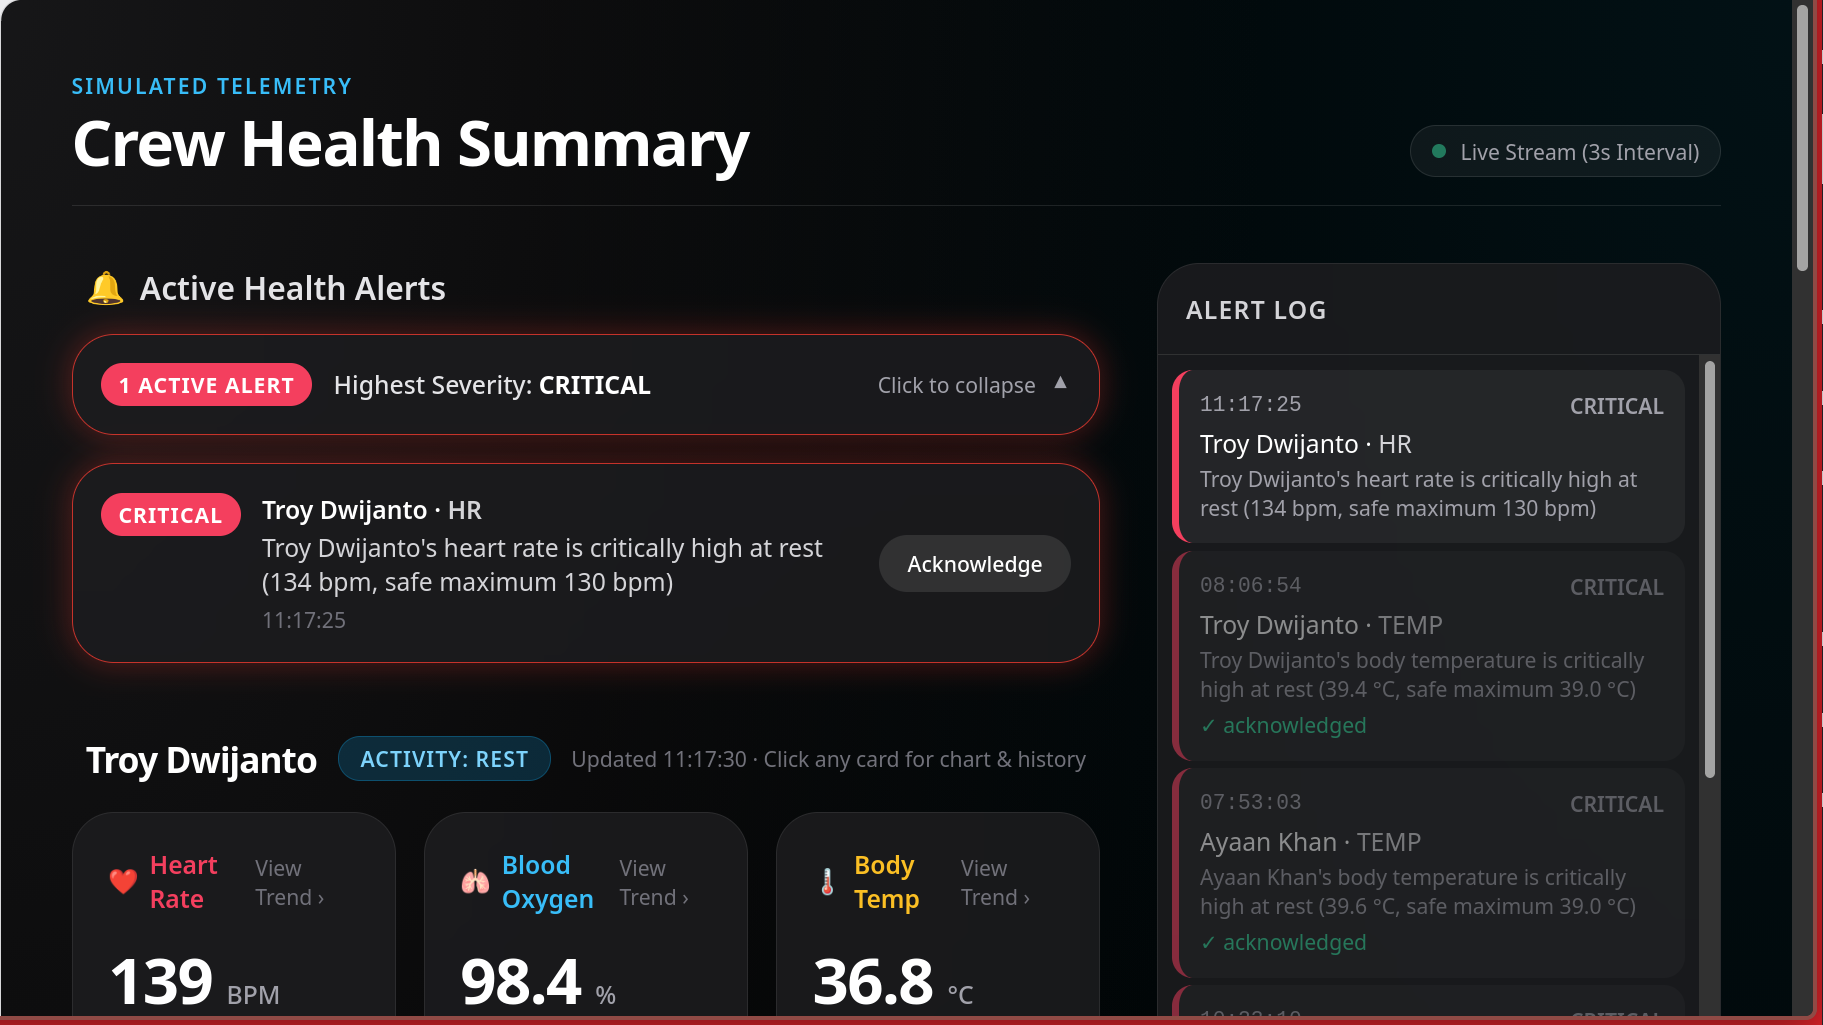 SIMULATED TELEMETRY
Crew Health Summary
Live Stream (3s Interval)
🔔 Active Health Alerts
1 ACTIVE ALERT Highest Severity: CRITICAL Click to collapse ▲
CRITICAL
Troy Dwijanto · HR
Troy Dwijanto's heart rate is critically high at rest
(134 bpm, safe maximum 130 bpm)
11:17:25
Acknowledge
Troy Dwijanto ACTIVITY: REST Updated 11:17:30 · Click any card for chart & history
Heart
Rate
View
Trend ›
139 BPM
Blood
Oxygen
View
Trend ›
98.4 %
Body
Temp
View
Trend ›
36.8 °C
ALERT LOG
11:17:25 CRITICAL
Troy Dwijanto · HR
Troy Dwijanto's heart rate is critically high at
rest (134 bpm, safe maximum 130 bpm)
08:06:54 CRITICAL
Troy Dwijanto · TEMP
Troy Dwijanto's body temperature is critically
high at rest (39.4 °C, safe maximum 39.0 °C)
✓ acknowledged
07:53:03 CRITICAL
Ayaan Khan · TEMP
Ayaan Khan's body temperature is critically
high at rest (39.6 °C, safe maximum 39.0 °C)
✓ acknowledged